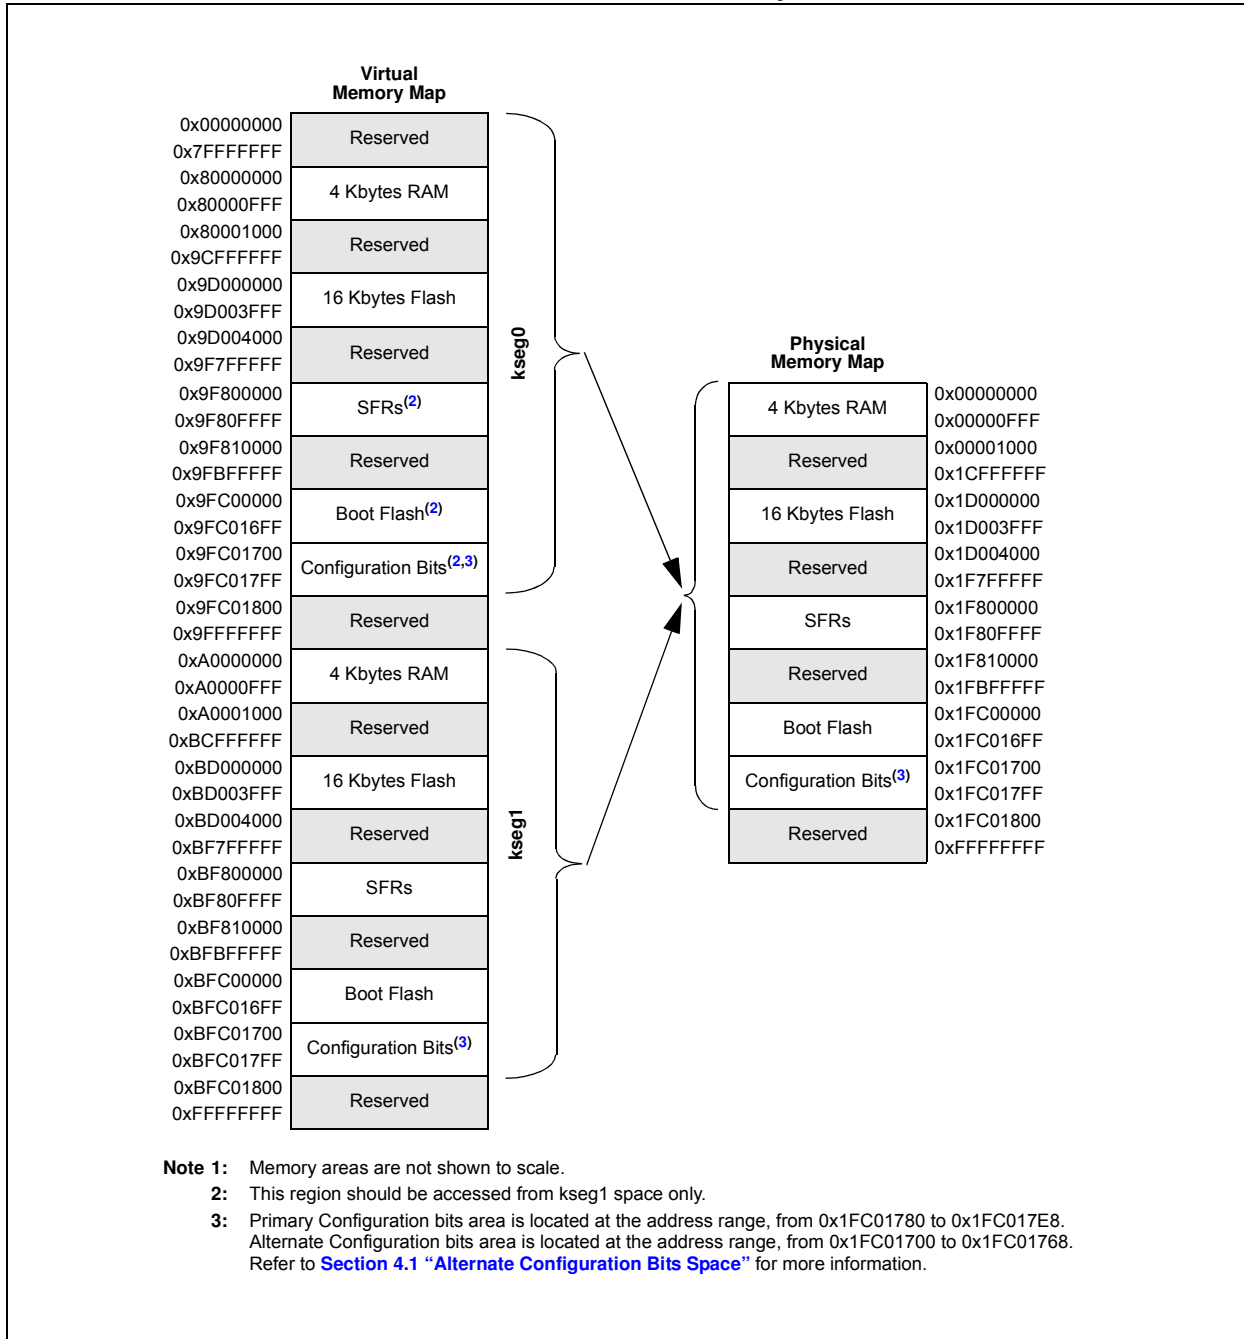 Virtual
Memory Map
0x00000000
Reserved
0x7FFFFFFF
0x80000000
4 Kbytes RAM
0x80000FFF
0x80001000
Reserved
0x9CFFFFFF
0x9D000000
16 Kbytes Flash
0x9D003FFF
0x9D004000
Reserved
0x9F7FFFFF
0x9F800000
SFRs(2)
0x9F80FFFF
0x9F810000
Reserved
0x9FBFFFFF
0x9FC00000
Boot Flash(2)
0x9FC016FF
0x9FC01700
Configuration Bits(2,3)
0x9FC017FF
0x9FC01800
Reserved
0x9FFFFFFF
0xA0000000
4 Kbytes RAM
0xA0000FFF
0xA0001000
Reserved
0xBCFFFFFF
0xBD000000
16 Kbytes Flash
0xBD003FFF
0xBD004000
Reserved
0xBF7FFFFF
0xBF800000
SFRs
0xBF80FFFF
0xBF810000
Reserved
0xBFBFFFFF
0xBFC00000
Boot Flash
0xBFC016FF
0xBFC01700
Configuration Bits(3)
0xBFC017FF
0xBFC01800
Reserved
0xFFFFFFFF
kseg0
kseg1
Physical
Memory Map
4 Kbytes RAM
0x00000000
0x00000FFF
Reserved
0x00001000
0x1CFFFFFF
16 Kbytes Flash
0x1D000000
0x1D003FFF
Reserved
0x1D004000
0x1F7FFFFF
SFRs
0x1F800000
0x1F80FFFF
Reserved
0x1F810000
0x1FBFFFFF
Boot Flash
0x1FC00000
0x1FC016FF
Configuration Bits(3)
0x1FC01700
0x1FC017FF
Reserved
0x1FC01800
0xFFFFFFFF
Note 1: Memory areas are not shown to scale.
2: This region should be accessed from kseg1 space only.
3: Primary Configuration bits area is located at the address range, from 0x1FC01780 to 0x1FC017E8.
Alternate Configuration bits area is located at the address range, from 0x1FC01700 to 0x1FC01768.
Refer to Section 4.1 “Alternate Configuration Bits Space” for more information.